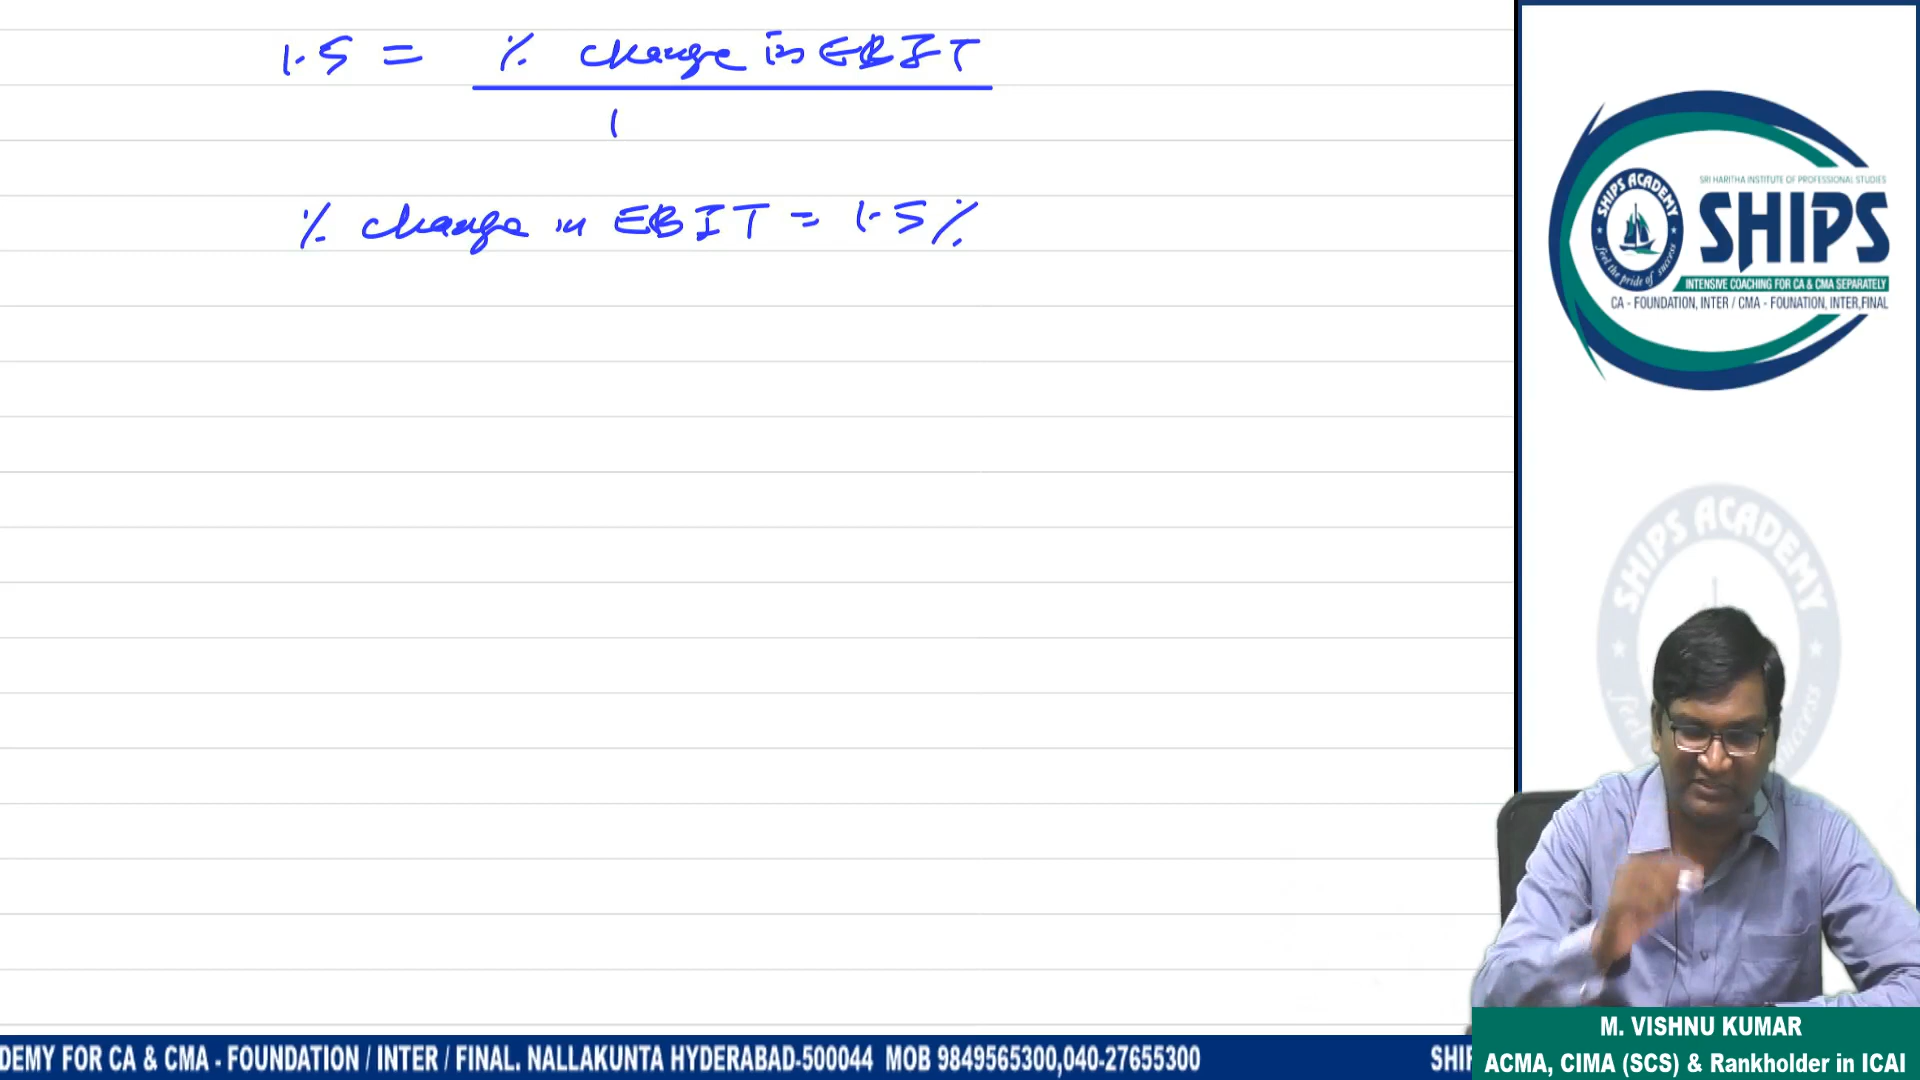 1.5 = % change in EBIT
1
% change in EBIT = 1.5%
SHIPS ACADEMY
feel the pride of success
SRI HARITHA INSTITUTE OF PROFESSIONAL STUDIES
SHIPS
INTENSIVE COACHING FOR CA & CMA SEPARATELY
CA - FOUNDATION, INTER / CMA - FOUNATION, INTER,FINAL
SHIPS ACADEMY
success
M. VISHNU KUMAR
ACMA, CIMA (SCS) & Rankholder in ICAI
DEMY FOR CA & CMA - FOUNDATION / INTER / FINAL. NALLAKUNTA HYDERABAD-500044 MOB 9849565300,040-27655300 SHI